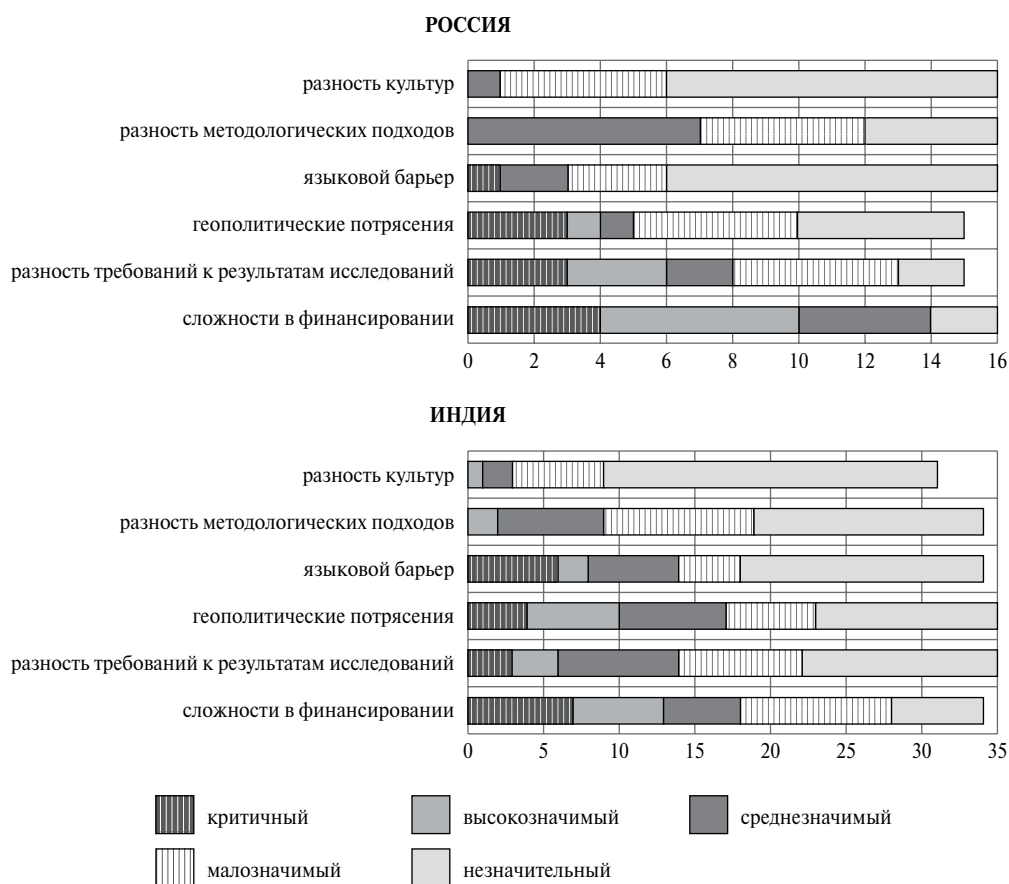 РОССИЯ
разность культур
разность методологических подходов
языковой барьер
геополитические потрясения
разность требований к результатам исследований
сложности в финансировании
0 2 4 6 8 10 12 14 16
ИНДИЯ
разность культур
разность методологических подходов
языковой барьер
геополитические потрясения
разность требований к результатам исследований
сложности в финансировании
0 5 10 15 20 25 30 35
критичный высокозначимый среднезначимый
малозначимый незначительный